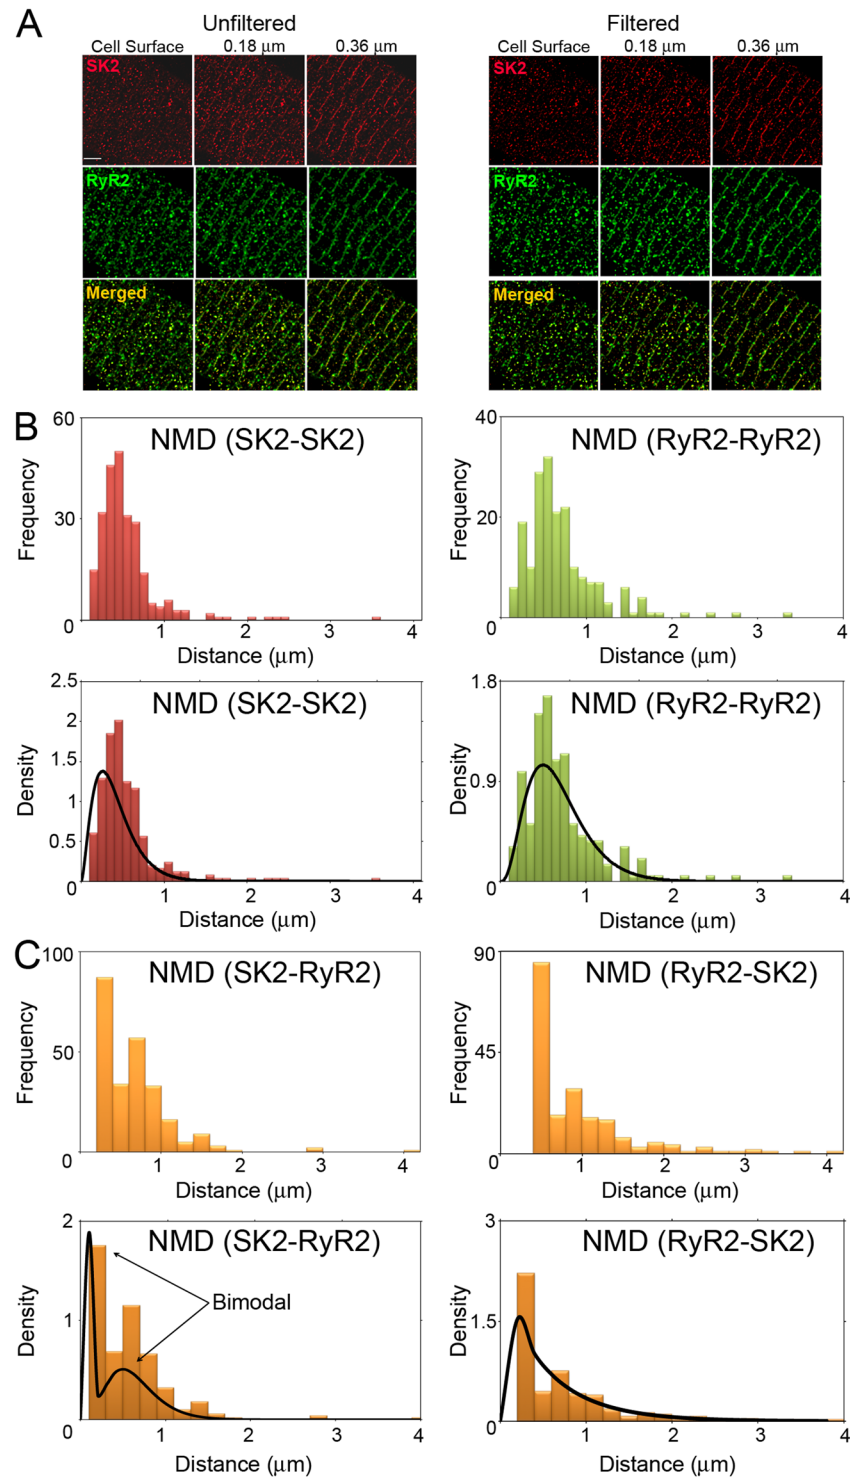 A
Unfiltered
Filtered
Cell Surface 0.18 μm 0.36 μm
Cell Surface 0.18 μm 0.36 μm
SK2
SK2
RyR2
RyR2
Merged
Merged
B
NMD (SK2-SK2)
60
30
0
1 2 3 4
Frequency
Distance (μm)
NMD (RyR2-RyR2)
40
20
0
1 2 3 4
Frequency
Distance (μm)
NMD (SK2-SK2)
2.5
2
1.5
1
0.5
0
1 2 3 4
Density
Distance (μm)
NMD (RyR2-RyR2)
1.8
0.9
0
1 2 3 4
Density
Distance (μm)
C
NMD (SK2-RyR2)
100
50
0
1 2 3 4
Frequency
Distance (μm)
NMD (RyR2-SK2)
90
45
0
1 2 3 4
Frequency
Distance (μm)
NMD (SK2-RyR2)
Bimodal
2
1
0
0 1 2 3 4
Density
Distance (μm)
NMD (RyR2-SK2)
3
1.5
0
0 1 2 3 4
Density
Distance (μm)